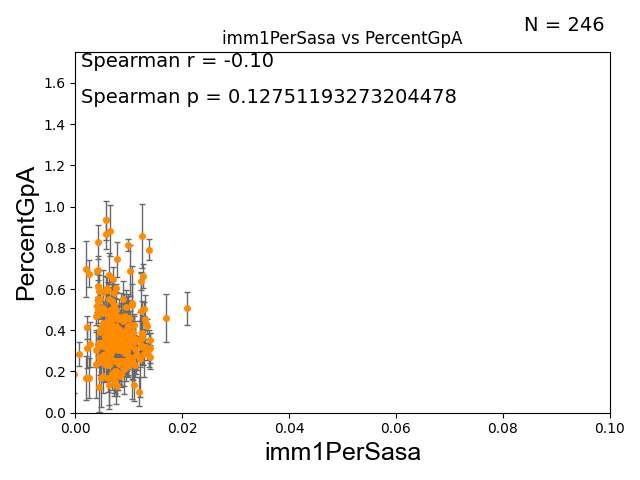 N = 246
imm1PerSasa vs PercentGpA
Spearman r = -0.10
Spearman p = 0.12751193273204478
PercentGpA
1.6
1.4
1.2
1.0
0.8
0.6
0.4
0.2
0.0
0.00 0.02 0.04 0.06 0.08 0.10
imm1PerSasa